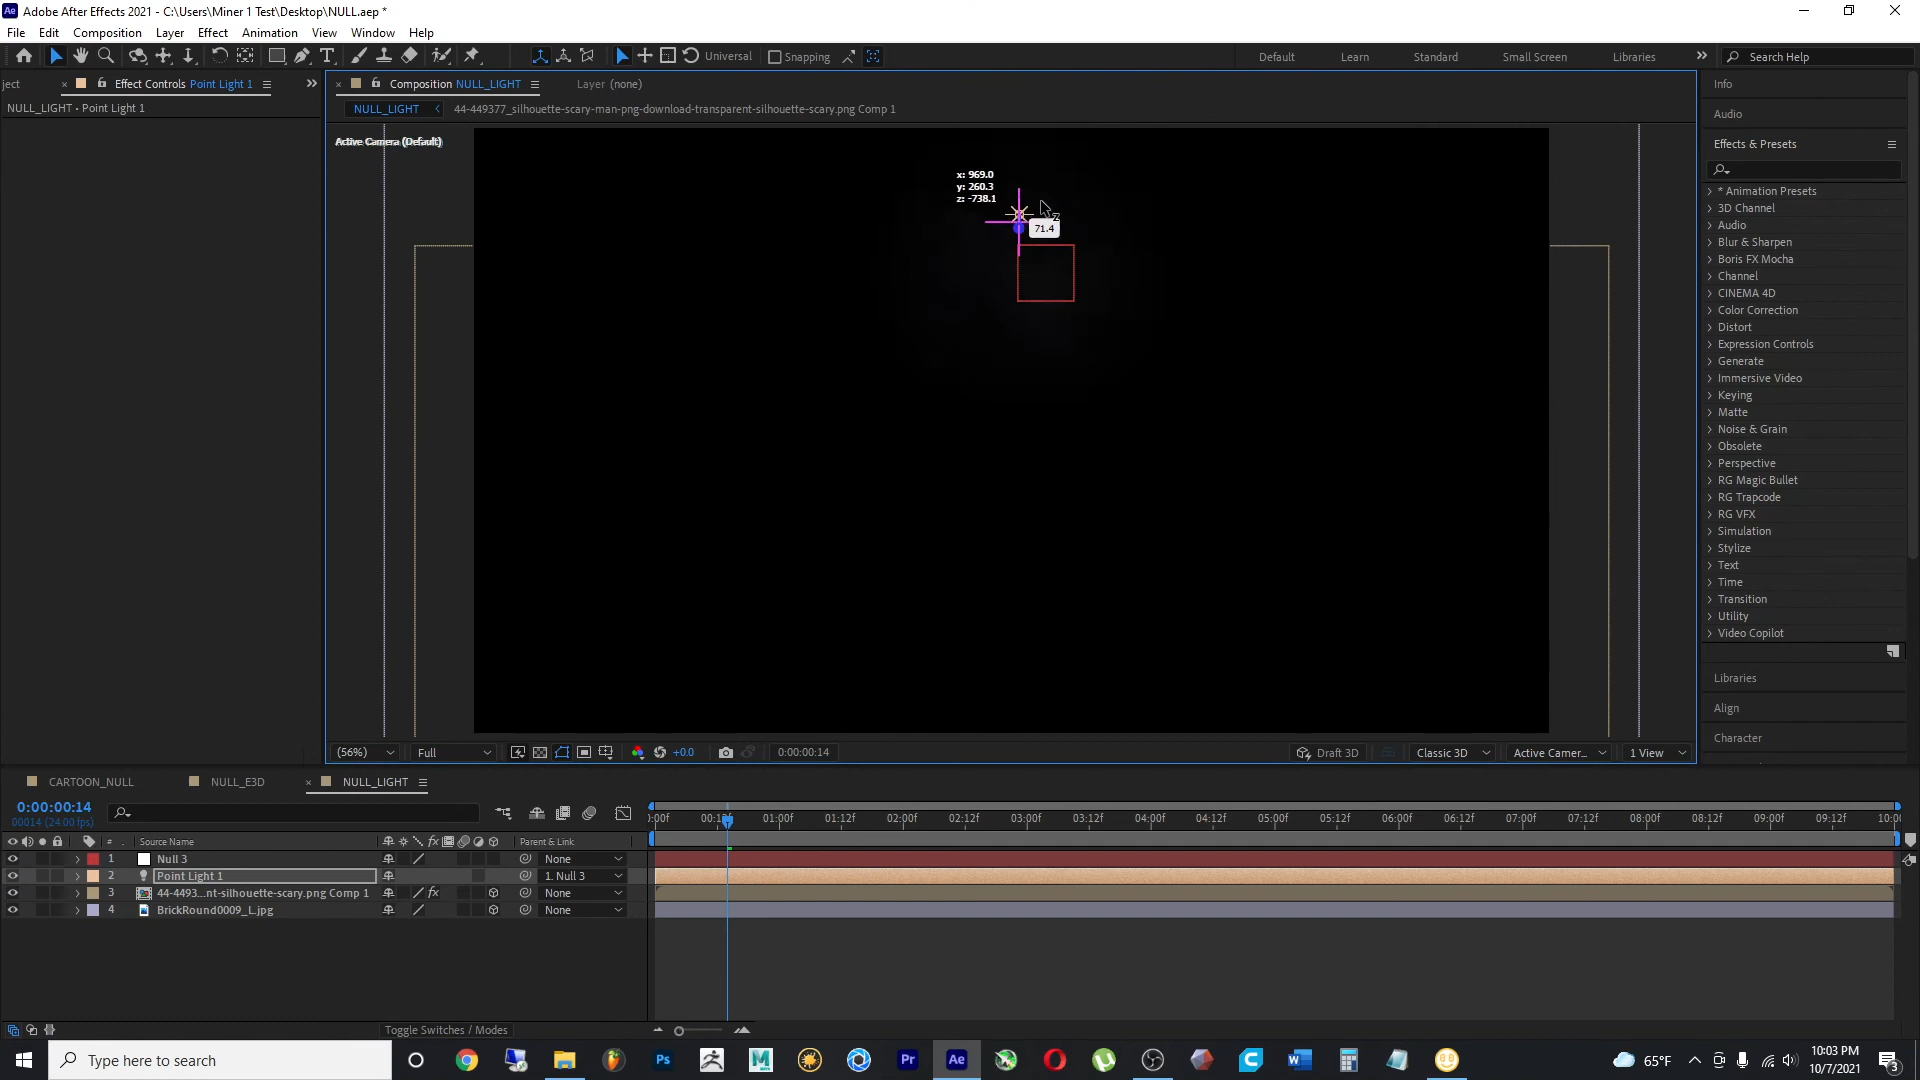 Adobe After Effects 2021 - C:\Users\Miner 1 Test\Desktop\NULL.aep *
File Edit Composition Layer Effect Animation View Window Help
Universal Snapping Default Learn Standard Small Screen Libraries Search Help
ject Effect Controls Point Light 1
Composition NULL_LIGHT Layer (none)
NULL_LIGHT • Point Light 1
NULL_LIGHT 44-449377_silhouette-scary-man-png-download-transparent-silhouette-scary.png Comp 1
Active Camera (Default)
x: 969.0
y: 260.3
z: -738.1
71.4
Info
Audio
Effects & Presets
* Animation Presets
3D Channel
Audio
Blur & Sharpen
Boris FX Mocha
Channel
CINEMA 4D
Color Correction
Distort
Expression Controls
Generate
Immersive Video
Keying
Matte
Noise & Grain
Obsolete
Perspective
RG Magic Bullet
RG Trapcode
RG VFX
Simulation
Stylize
Text
Time
Transition
Utility
Video Copilot
Libraries
Align
Character
(56%) Full +0.0 0:00:00:14 Draft 3D Classic 3D Active Camer... 1 View
CARTOON_NULL NULL_E3D NULL_LIGHT
0:00:00:14
00014 (24.00 fps)
:00f 00:12f 01:00f 01:12f 02:00f 02:12f 03:00f 03:12f 04:00f 04:12f 05:00f 05:12f 06:00f 06:12f 07:00f 07:12f 08:00f 08:12f 09:00f 09:12f 10:00
# Source Name fx Parent & Link
1 Null 3 None
2 Point Light 1 1. Null 3
3 44-4493...nt-silhouette-scary.png Comp 1 fx None
4 BrickRound0009_L.jpg None
Toggle Switches / Modes
Type here to search
Ps Pr Ae
65°F
10:03 PM
10/7/2021
3